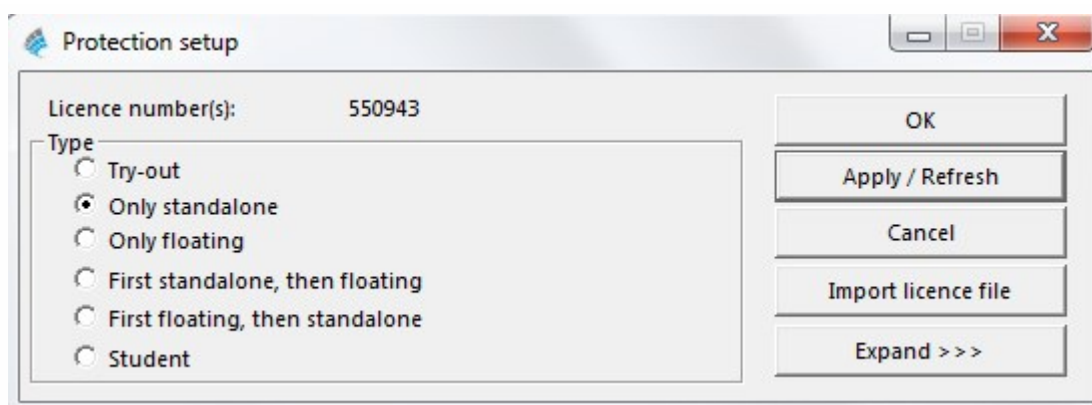 Protection setup
Licence number(s): 550943
Type
Try-out
Only standalone
Only floating
First standalone, then floating
First floating, then standalone
Student
OK
Apply / Refresh
Cancel
Import licence file
Expand >>>